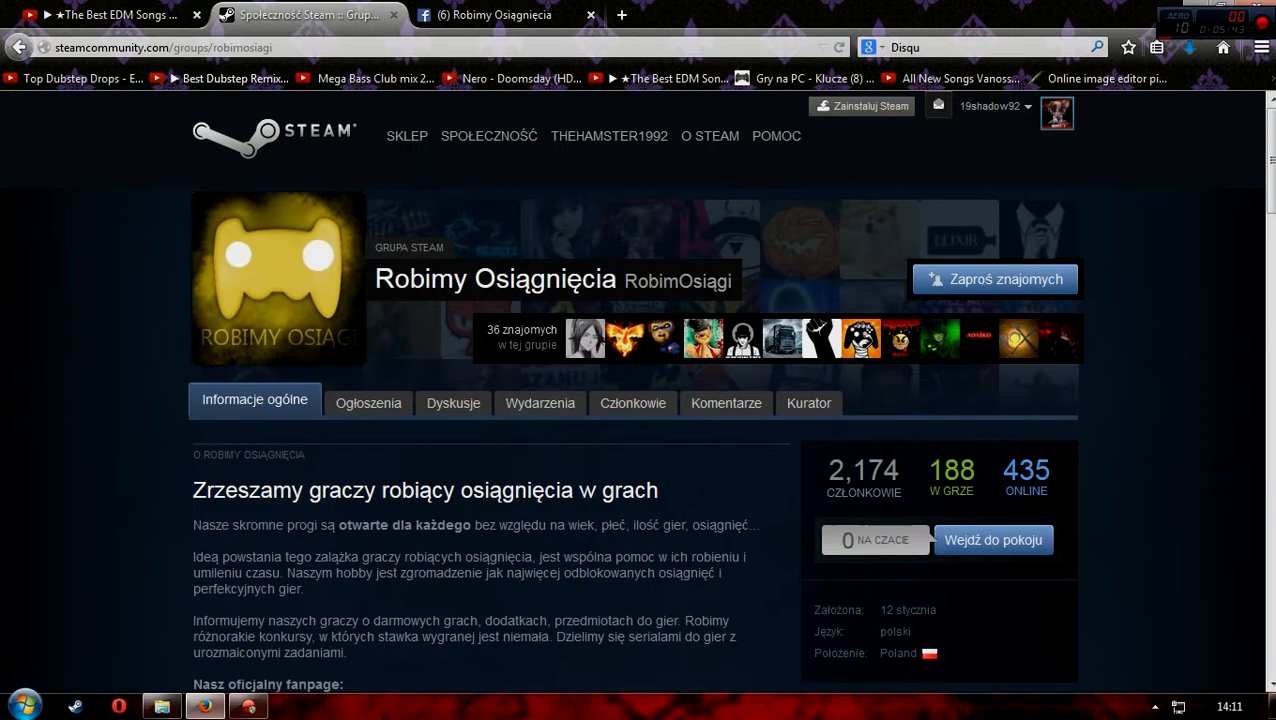 ★The Best EDM Songs ...
Społeczność Steam :: Grup...
(6) Robimy Osiągnięcia
steamcommunity.com/groups/robimosiagi
Disqu
AERO
10
00
0:05:43
Top Dubstep Drops - E...
Best Dubstep Remix...
Mega Bass Club mix 2...
Nero - Doomsday (HD...
★The Best EDM Son...
Gry na PC - Klucze (8) ...
All New Songs Vanoss...
Online image editor pi...
Zainstaluj Steam
19shadow92
STEAM
SKLEP SPOŁECZNOŚĆ THEHAMSTER1992 O STEAM POMOC
GRUPA STEAM
Robimy Osiągnięcia RobimOsiągi
ROBIMY OSIĄGI
ELIXIR
Zaproś znajomych
36 znajomych
w tej grupie
Informacje ogólne
Ogłoszenia
Dyskusje
Wydarzenia
Członkowie
Komentarze
Kurator
O ROBIMY OSIĄGNIĘCIA
Zrzeszamy graczy robiący osiągnięcia w grach
Nasze skromne progi są otwarte dla każdego bez względu na wiek, płeć, ilość gier, osiągnięć...
Ideą powstania tego zalążka graczy robiących osiągnięcia, jest wspólna pomoc w ich robieniu i
umileniu czasu. Naszym hobby jest zgromadzenie jak najwięcej odblokowanych osiągnięć i
perfekcyjnych gier.
Informujemy naszych graczy o darmowych grach, dodatkach, przedmiotach do gier. Robimy
różnorakie konkursy, w których stawka wygranej jest niemała. Dzielimy się serialami do gier z
urozmaiconymi zadaniami.
Nasz oficjalny fanpage:
2,174
CZŁONKOWIE
188
W GRZE
435
ONLINE
0 NA CZACIE
Wejdź do pokoju
Założona: 12 stycznia
Język: polski
Położenie: Poland
14:11